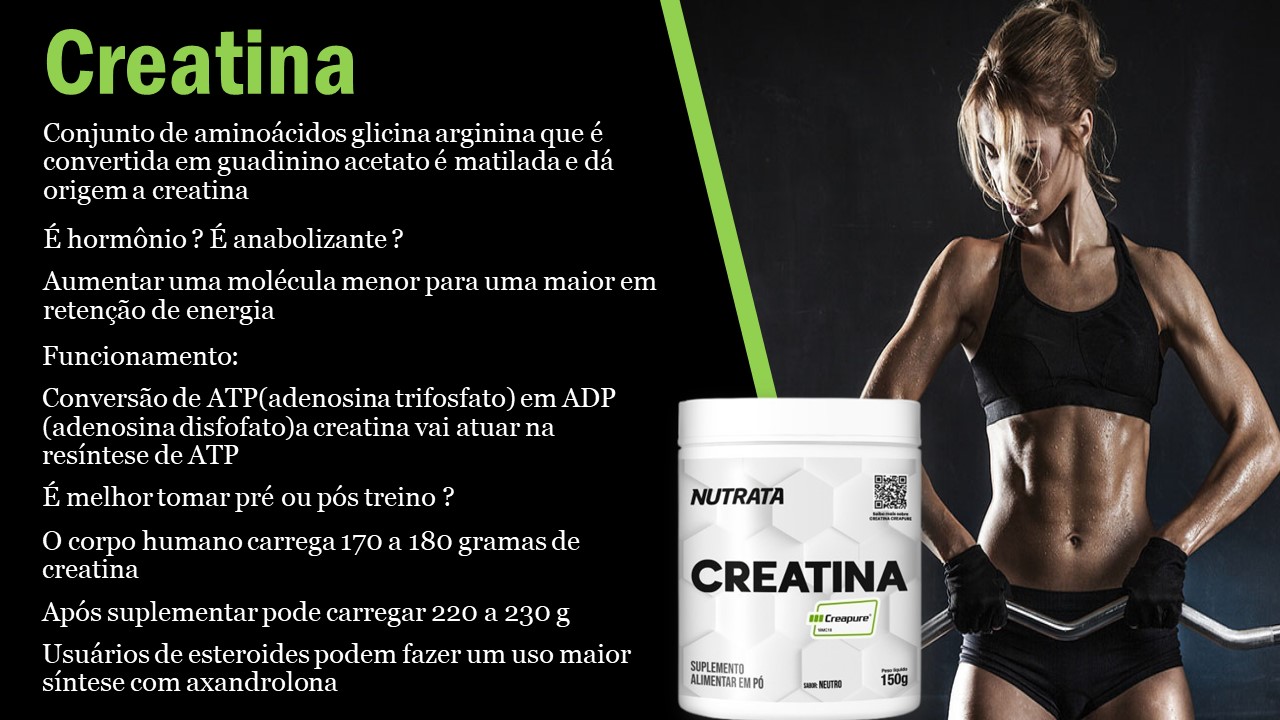 Creatina
Conjunto de aminoácidos glicina arginina que é
convertida em guadinino acetato é matilada e dá
origem a creatina
É hormônio ? É anabolizante ?
Aumentar uma molécula menor para uma maior em
retenção de energia
Funcionamento:
Conversão de ATP(adenosina trifosfato) em ADP
(adenosina disfofato)a creatina vai atuar na
resíntese de ATP
É melhor tomar pré ou pós treino ?
O corpo humano carrega 170 a 180 gramas de
creatina
Após suplementar pode carregar 220 a 230 g
Usuários de esteroides podem fazer um uso maior
síntese com axandrolona
NUTRATA
CREATINA CREAPURE
CREATINA
Creapure®
SUPLEMENTO
ALIMENTAR EM PÓ
SABOR: NEUTRO
Peso líquido
150g